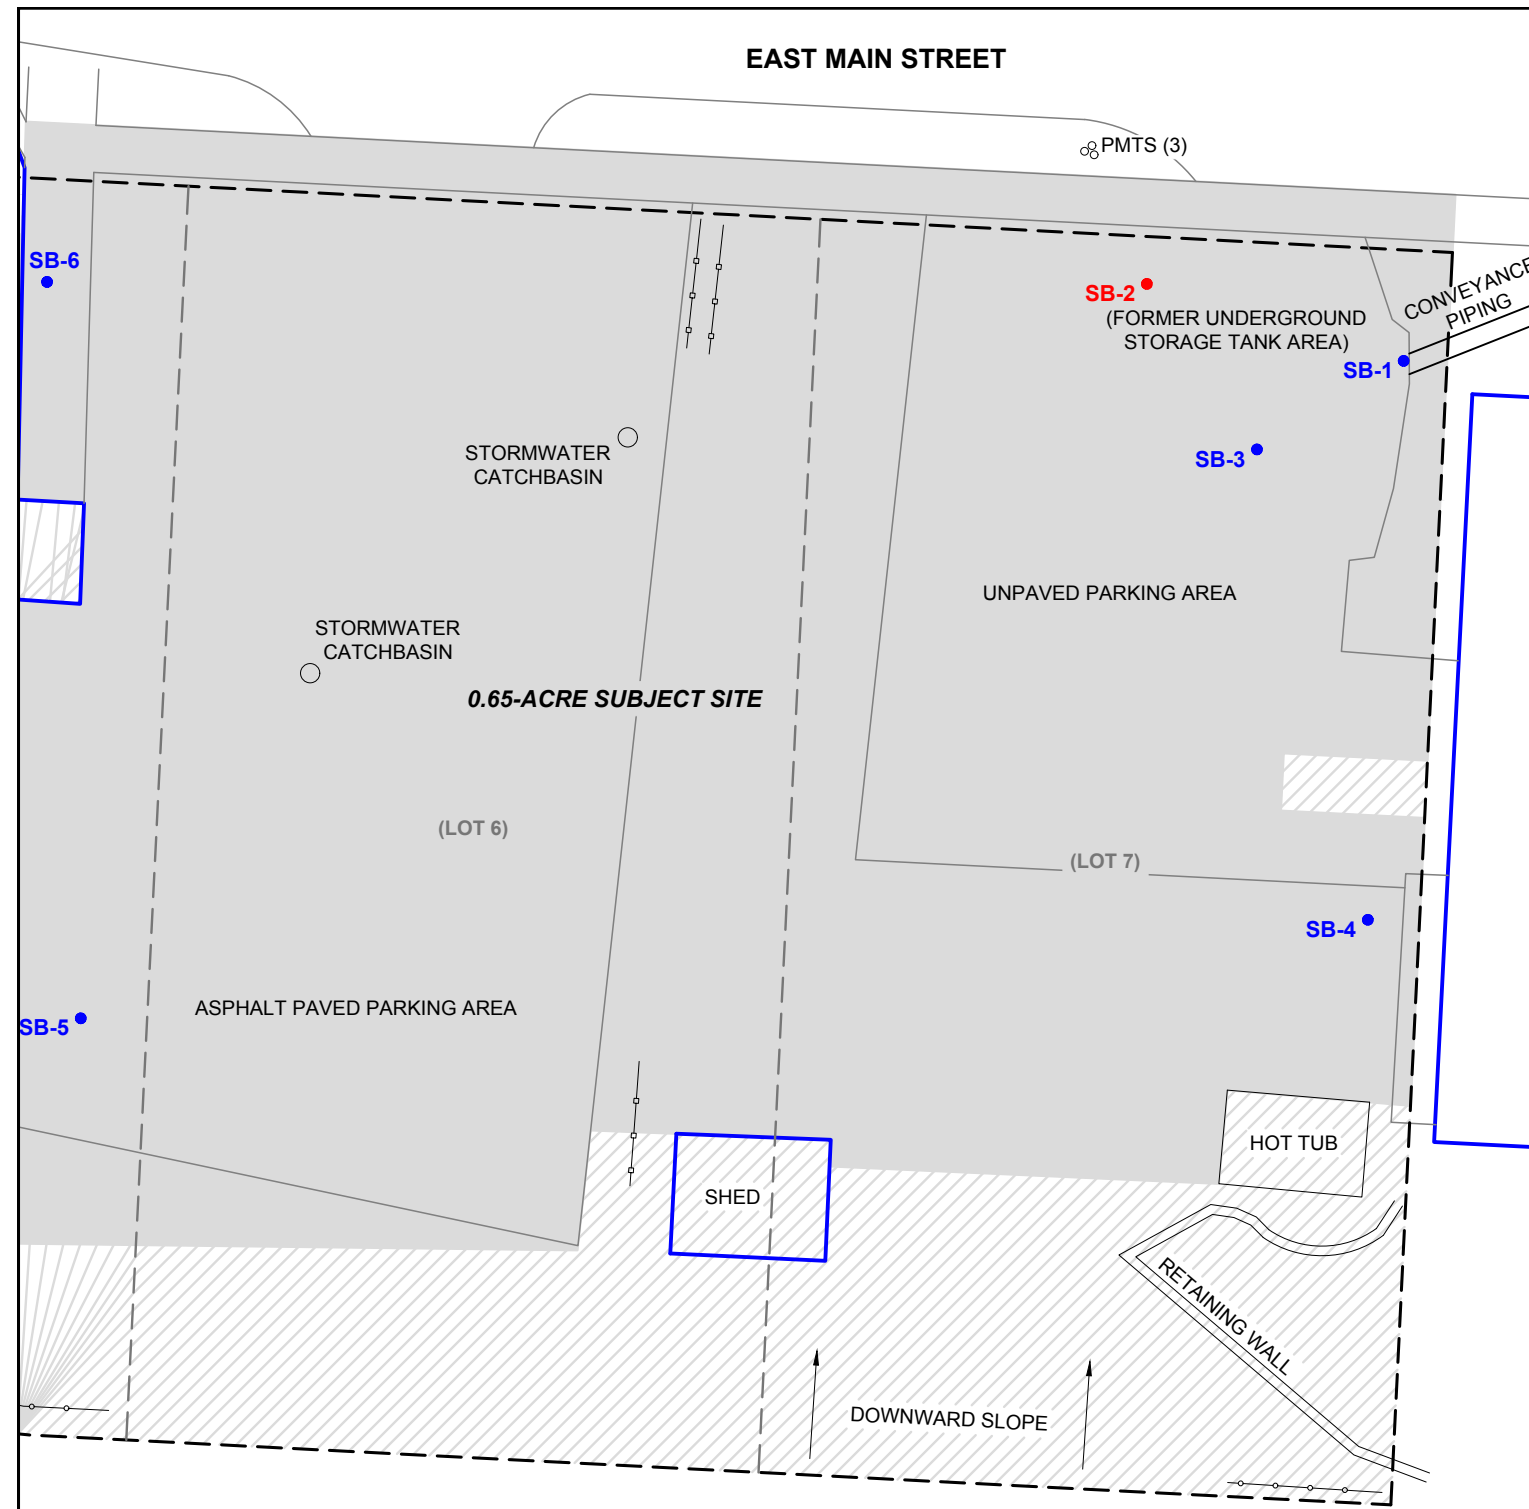 EAST MAIN STREET
PMTS (3)
SB-6
SB-2
(FORMER UNDERGROUND
STORAGE TANK AREA)
CONVEYANCE
PIPING
SB-1
STORMWATER
CATCHBASIN
SB-3
UNPAVED PARKING AREA
STORMWATER
CATCHBASIN
0.65-ACRE SUBJECT SITE
(LOT 6)
(LOT 7)
SB-4
ASPHALT PAVED PARKING AREA
SB-5
HOT TUB
SHED
RETAINING WALL
DOWNWARD SLOPE